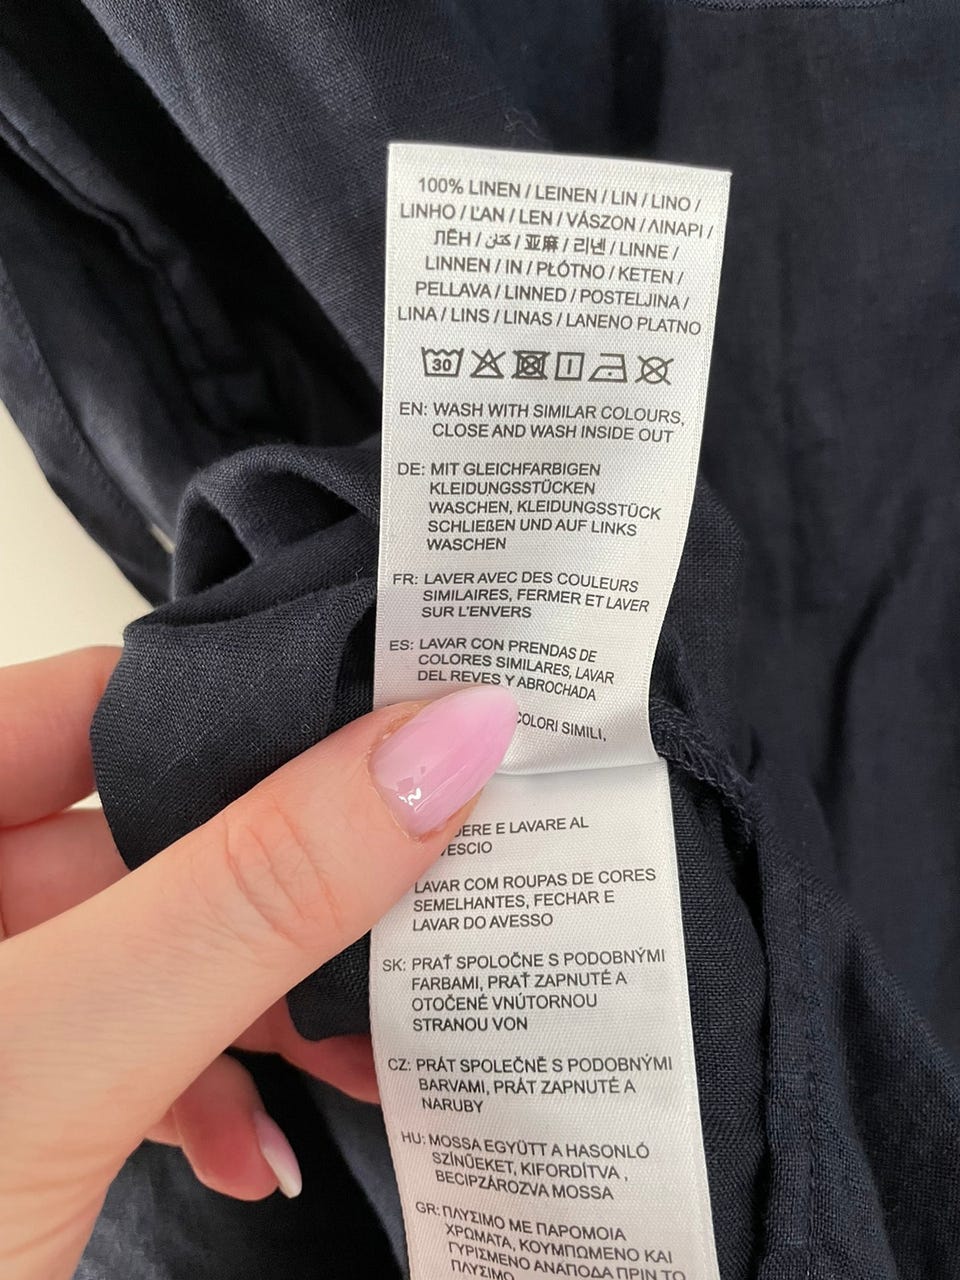 100% LINEN / LEINEN / LIN / LINO /
LINHO / ĽAN / LEN / VÁSZON / ΛΙΝΑΡΙ /
ЛЁН / كتان / 亚麻 / 리넨 / LINNE /
LINNEN / IN / PŁÓTNO / KETEN /
PELLAVA / LINNED / POSTELJINA /
LINA / LINS / LINAS / LANENO PLATNO
30
EN: WASH WITH SIMILAR COLOURS,
CLOSE AND WASH INSIDE OUT
DE: MIT GLEICHFARBIGEN
KLEIDUNGSSTÜCKEN
WASCHEN, KLEIDUNGSSTÜCK
SCHLIEßEN UND AUF LINKS
WASCHEN
FR: LAVER AVEC DES COULEURS
SIMILAIRES, FERMER ET LAVER
SUR L'ENVERS
ES: LAVAR CON PRENDAS DE
COLORES SIMILARES, LAVAR
DEL REVES Y ABROCHADA
COLORI SIMILI,
E LAVARE AL
LAVAR COM ROUPAS DE CORES
SEMELHANTES, FECHAR E
LAVAR DO AVESSO
SK: PRAŤ SPOLOČNE S PODOBNÝMI
FARBAMI, PRAŤ ZAPNUTÉ A
OTOČENÉ VNÚTORNOU
STRANOU VON
CZ: PRÁT SPOLEČNĚ S PODOBNÝMI
BARVAMI, PRÁT ZAPNUTÉ A
NARUBY
HU: MOSSA EGYÜTT A HASONLÓ
SZÍNŰEKET, KIFORDÍTVA ,
BECIPZÁROZVA MOSSA
GR: ΠΛΥΣΙΜΟ ΜΕ ΠΑΡΟΜΟΙΑ
ΧΡΩΜΑΤΑ, ΚΟΥΜΠΩΜΕΝΟ ΚΑΙ
ΓΥΡΙΣΜΕΝΟ ΑΝΑΠΟΔΑ ΠΡΙΝ ΤΟ